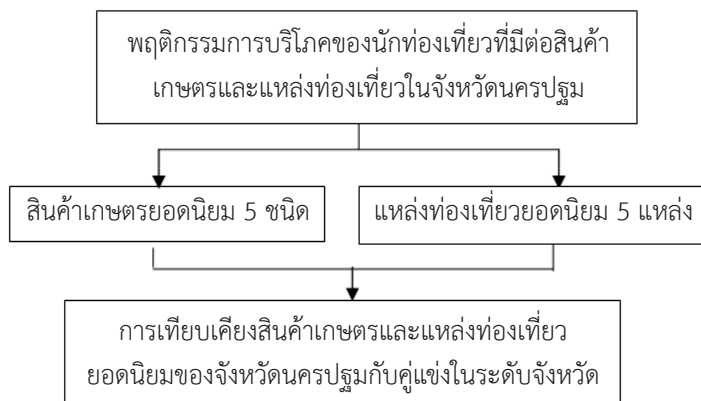 พฤติกรรมการบริโภคของนักท่องเที่ยวที่มีต่อสินค้า
เกษตรและแหล่งท่องเที่ยวในจังหวัดนครปฐม
สินค้าเกษตรยอดนิยม 5 ชนิด
แหล่งท่องเที่ยวยอดนิยม 5 แหล่ง
การเทียบเคียงสินค้าเกษตรและแหล่งท่องเที่ยว
ยอดนิยมของจังหวัดนครปฐมกับคู่แข่งในระดับจังหวัด